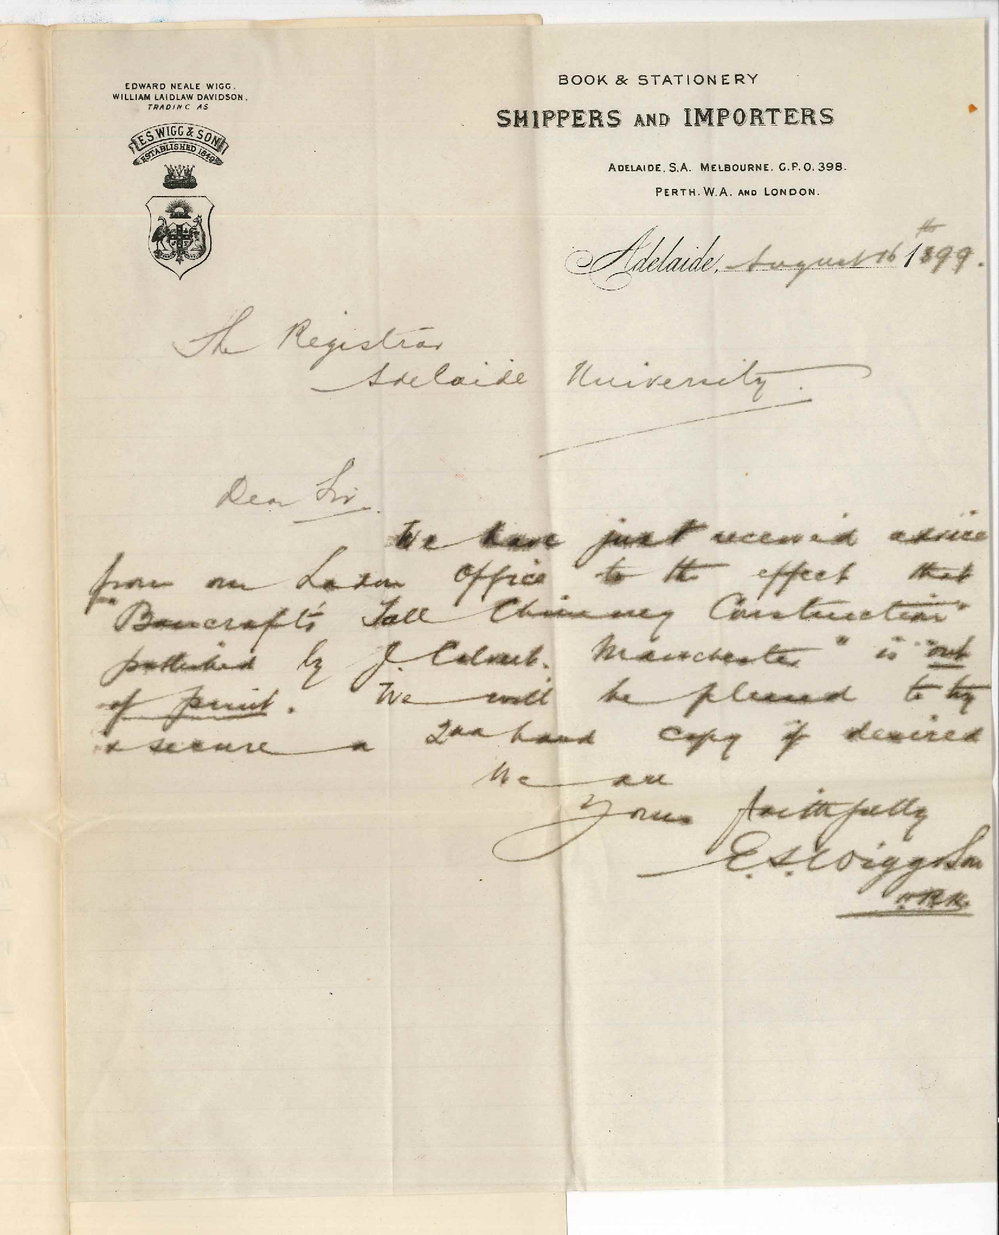 EDWARD NEALE WIGG.
WILLIAM LAIDLAW DAVIDSON.
TRADING AS
E.S. WIGG & SON
ESTABLISHED 1849
BOOK & STATIONERY
SHIPPERS AND IMPORTERS
ADELAIDE, S.A. MELBOURNE, G.P.O. 398.
PERTH. W.A. AND LONDON.
Adelaide, August 16th 1899.
The Registrar
Adelaide University.
Dear Sir.
We have just received advice
from our London Office to the effect that
"Bancroft's Tall Chimney Construction"
published by J. Manchester" is "out
of print. We will be pleased to try
& secure a 2nd hand copy if desired
We are
Yours faithfully
E.S. Wigg & Son